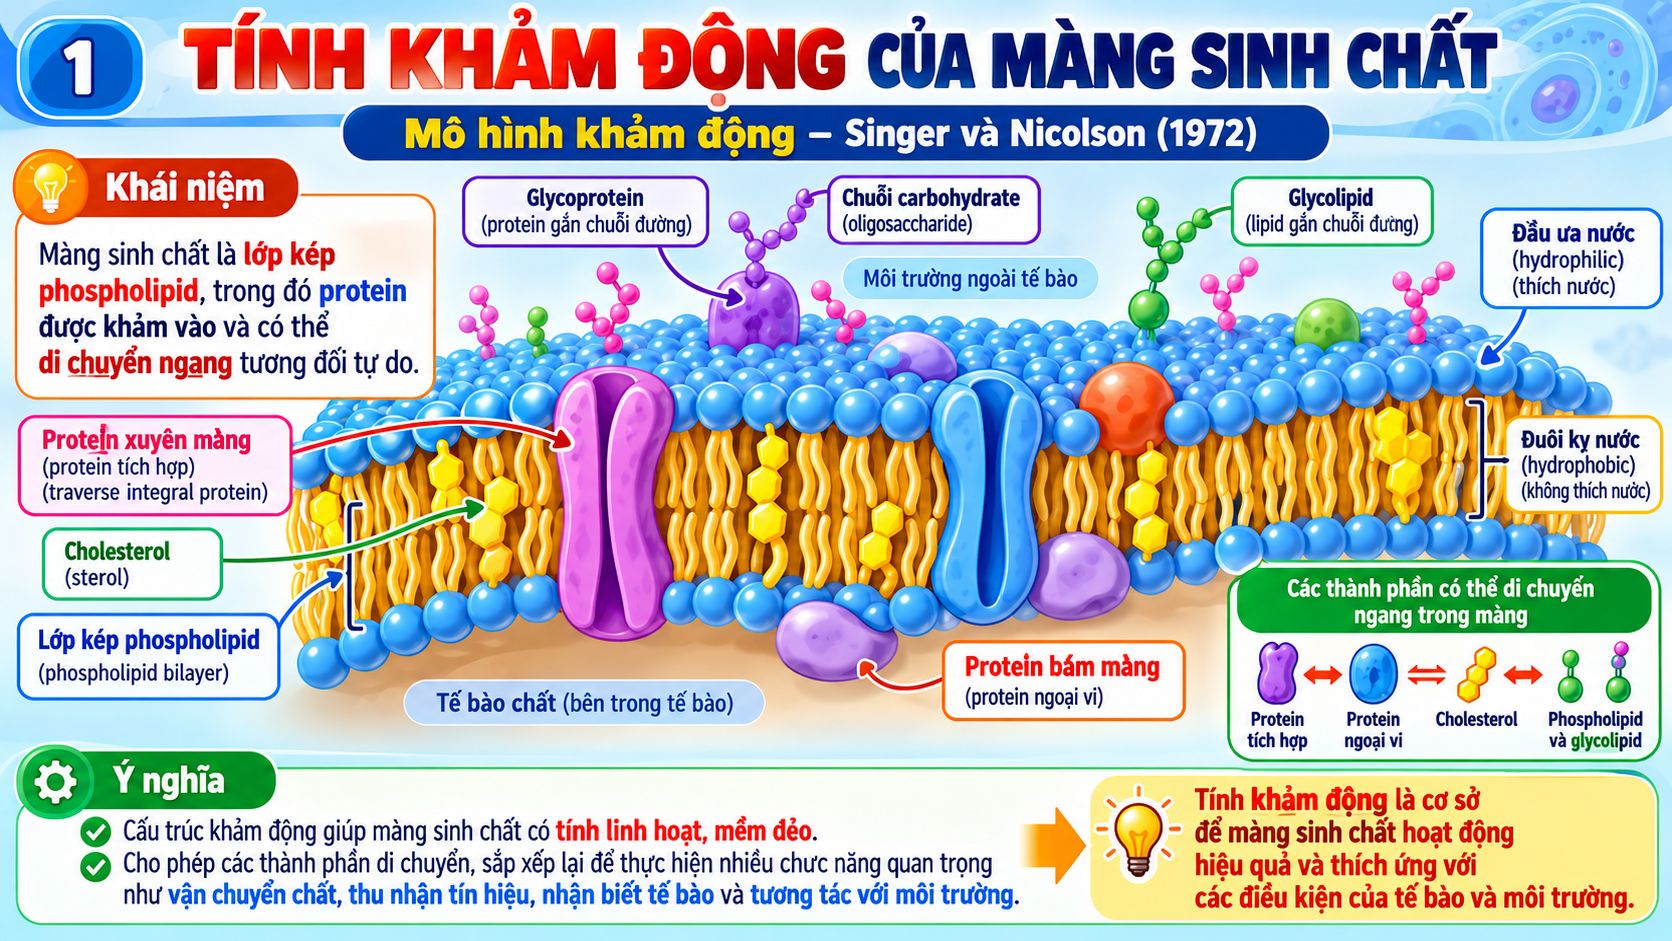 1
TÍNH KHẢM ĐỘNG CỦA MÀNG SINH CHẤT
Mô hình khảm động – Singer và Nicolson (1972)
Khái niệm
Màng sinh chất là lớp kép
phospholipid, trong đó protein
được khảm vào và có thể
di chuyển ngang tương đối tự do.
Glycoprotein
(protein gắn chuỗi đường)
Chuỗi carbohydrate
(oligosaccharide)
Glycolipid
(lipid gắn chuỗi đường)
Đầu ưa nước
(hydrophilic)
(thích nước)
Môi trường ngoài tế bào
Protein xuyên màng
(protein tích hợp)
(traverse integral protein)
Đuôi kỵ nước
(hydrophobic)
(không thích nước)
Cholesterol
(sterol)
Lớp kép phospholipid
(phospholipid bilayer)
Tế bào chất (bên trong tế bào)
Protein bám màng
(protein ngoại vi)
Các thành phần có thể di chuyển
ngang trong màng
Protein
tích hợp
Protein
ngoại vi
Cholesterol
Phospholipid
và glycolipid
Ý nghĩa
Cấu trúc khảm động giúp màng sinh chất có tính linh hoạt, mềm dẻo.
Cho phép các thành phần di chuyển, sắp xếp lại để thực hiện nhiều chưc năng quan trọng
như vận chuyển chất, thu nhận tín hiệu, nhận biết tế bào và tương tác với môi trường.
Tính khảm động là cơ sở
để màng sinh chất hoạt động
hiệu quả và thích ứng với
các điều kiện của tế bào và môi trường.